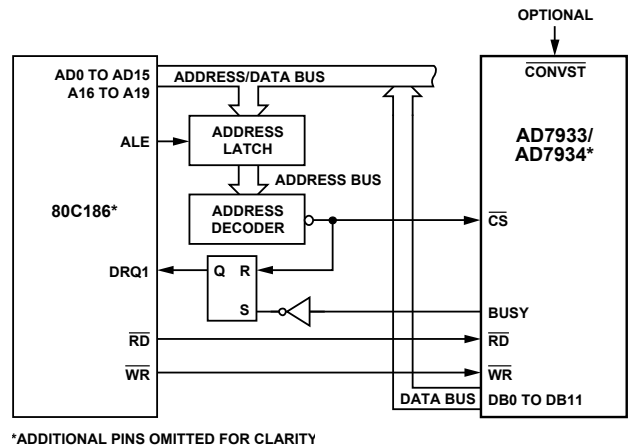 OPTIONAL
CONVST
AD0 TO AD15
A16 TO A19
ADDRESS/DATA BUS
AD7933/
AD7934*
ALE
ADDRESS
LATCH
ADDRESS BUS
80C186*
ADDRESS
DECODER
CS
DRQ1
Q R
S
BUSY
RD
RD
WR
WR
DATA BUS
DB0 TO DB11
*ADDITIONAL PINS OMITTED FOR CLARITY